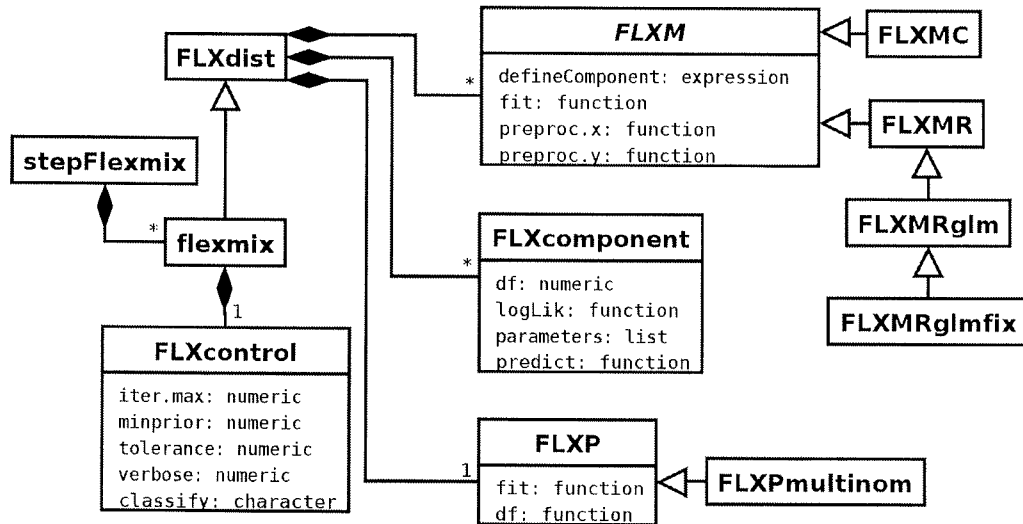 FLXdist
stepFlexmix
*
flexmix
1
FLXcontrol
iter.max: numeric
minprior: numeric
tolerance: numeric
verbose: numeric
classify: character
*
FLXM
defineComponent: expression
fit: function
preproc.x: function
preproc.y: function
*
FLXcomponent
df: numeric
logLik: function
parameters: list
predict: function
1
FLXP
fit: function
df: function
FLXPmultinom
FLXMC
FLXMR
FLXMRglm
FLXMRglmfix